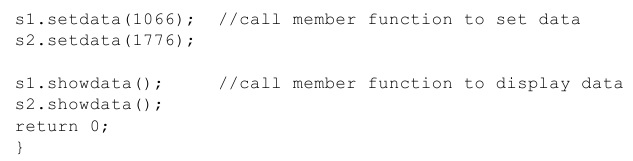 s1.setdata(1066);  //call member function to set data
s2.setdata(1776);
s1.showdata();     //call member function to display data
s2.showdata();
return 0;
}